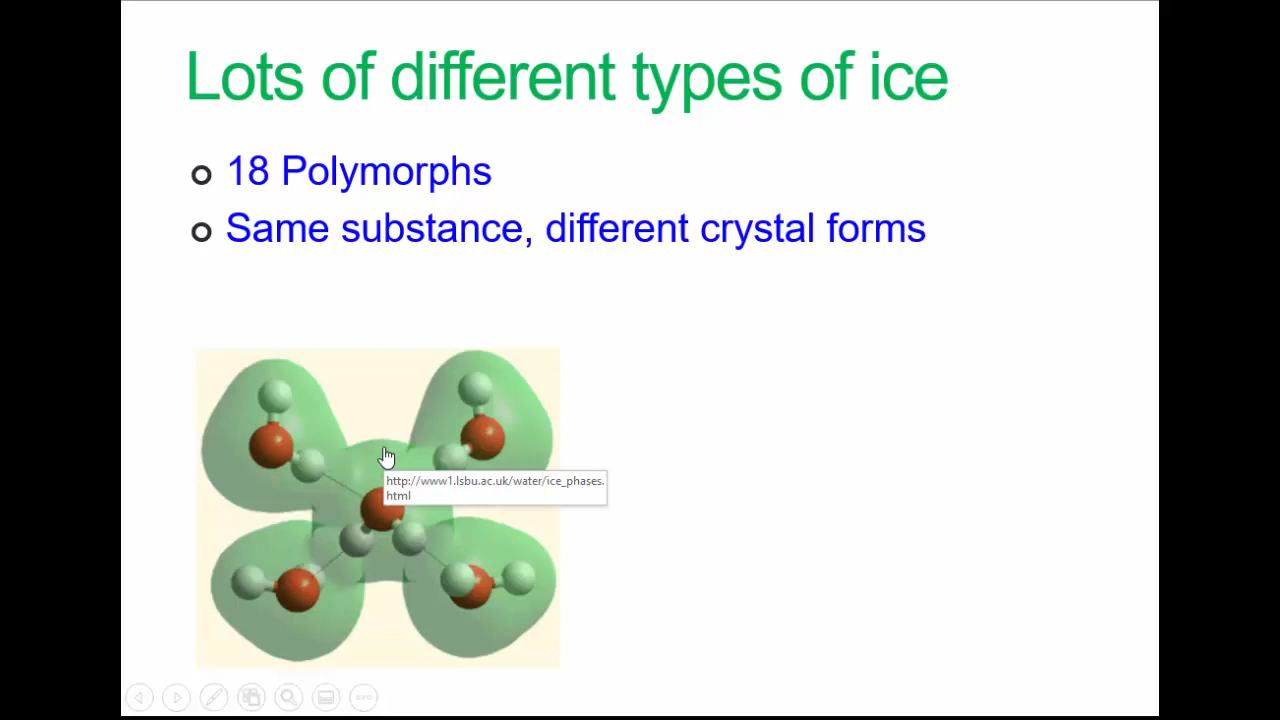 Lots of different types of ice
18 Polymorphs
Same substance, different crystal forms
http://www1.lsbu.ac.uk/water/ice_phases.
html